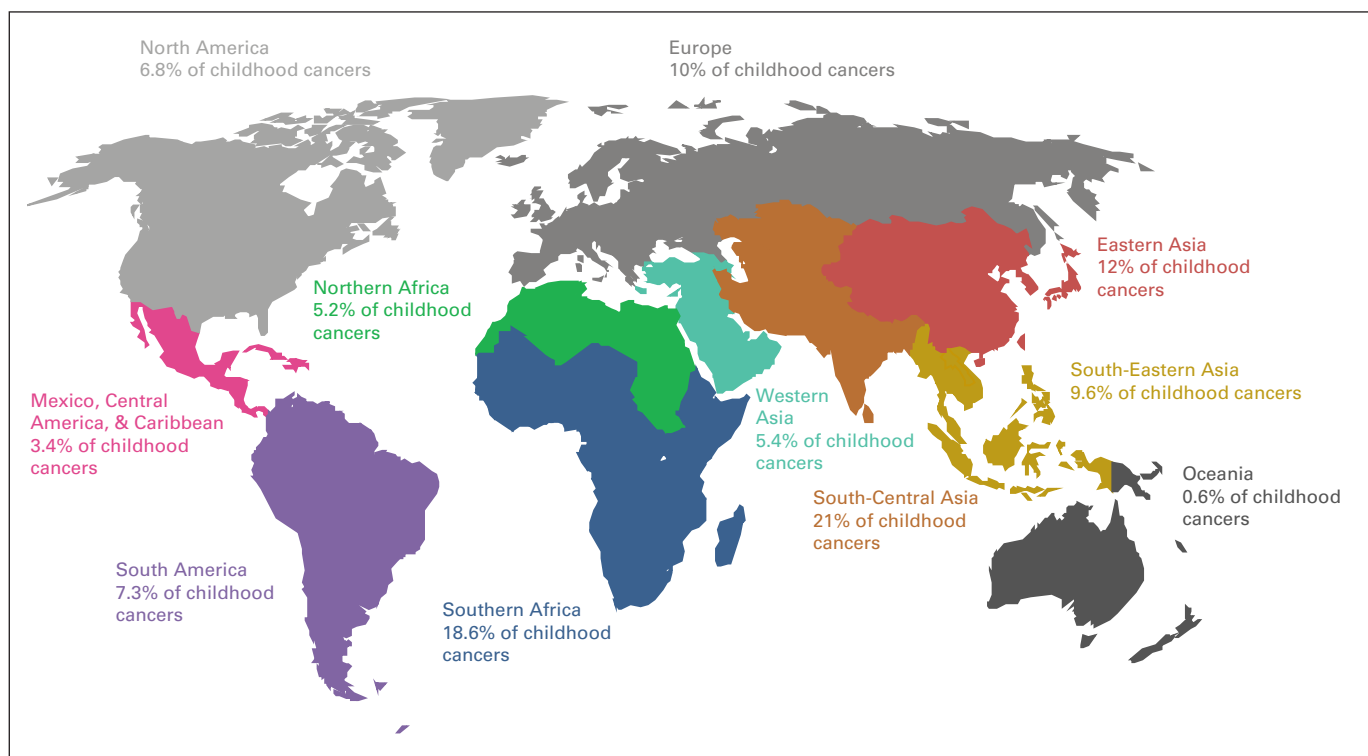 North America
6.8% of childhood cancers
Europe
10% of childhood cancers
Eastern Asia
12% of childhood
cancers
Northern Africa
5.2% of childhood
cancers
South-Eastern Asia
9.6% of childhood cancers
Mexico, Central
America, & Caribbean
3.4% of childhood
cancers
Western
Asia
5.4% of childhood
cancers
Oceania
0.6% of childhood
cancers
South-Central Asia
21% of childhood
cancers
South America
7.3% of childhood
cancers
Southern Africa
18.6% of childhood
cancers